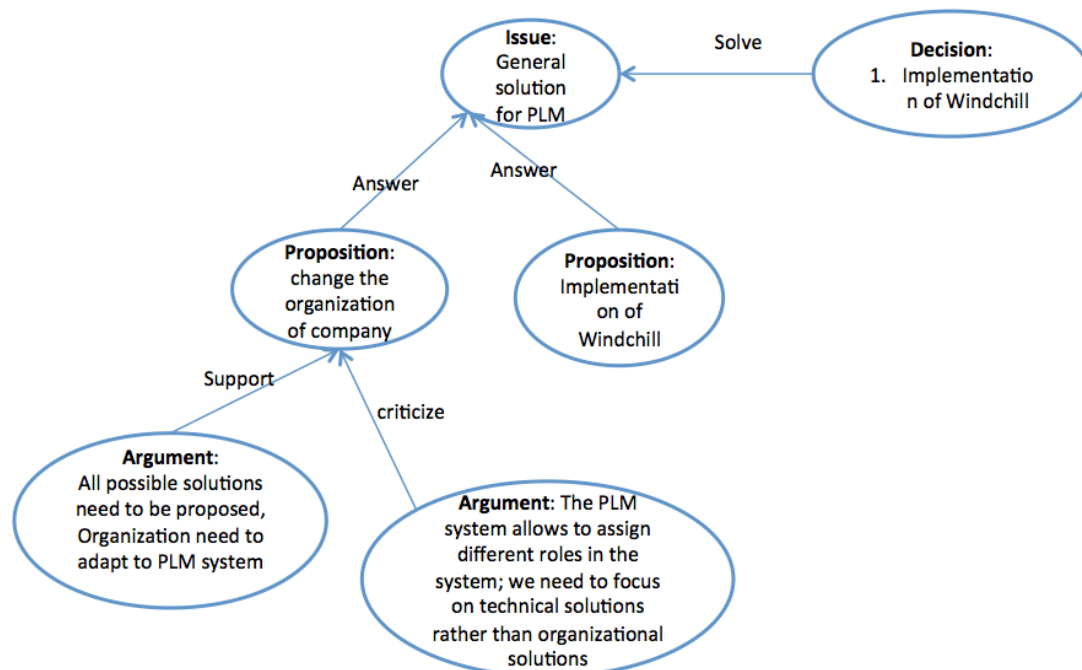 Issue:
General
solution
for PLM
Solve
Decision:
1. Implementatio
n of Windchill
Answer
Answer
Proposition:
change the
organization
of company
Proposition:
Implementati
on of
Windchill
Support
criticize
Argument:
All possible solutions
need to be proposed,
Organization need to
adapt to PLM system
Argument: The PLM
system allows to assign
different roles in the
system; we need to focus
on technical solutions
rather than organizational
solutions